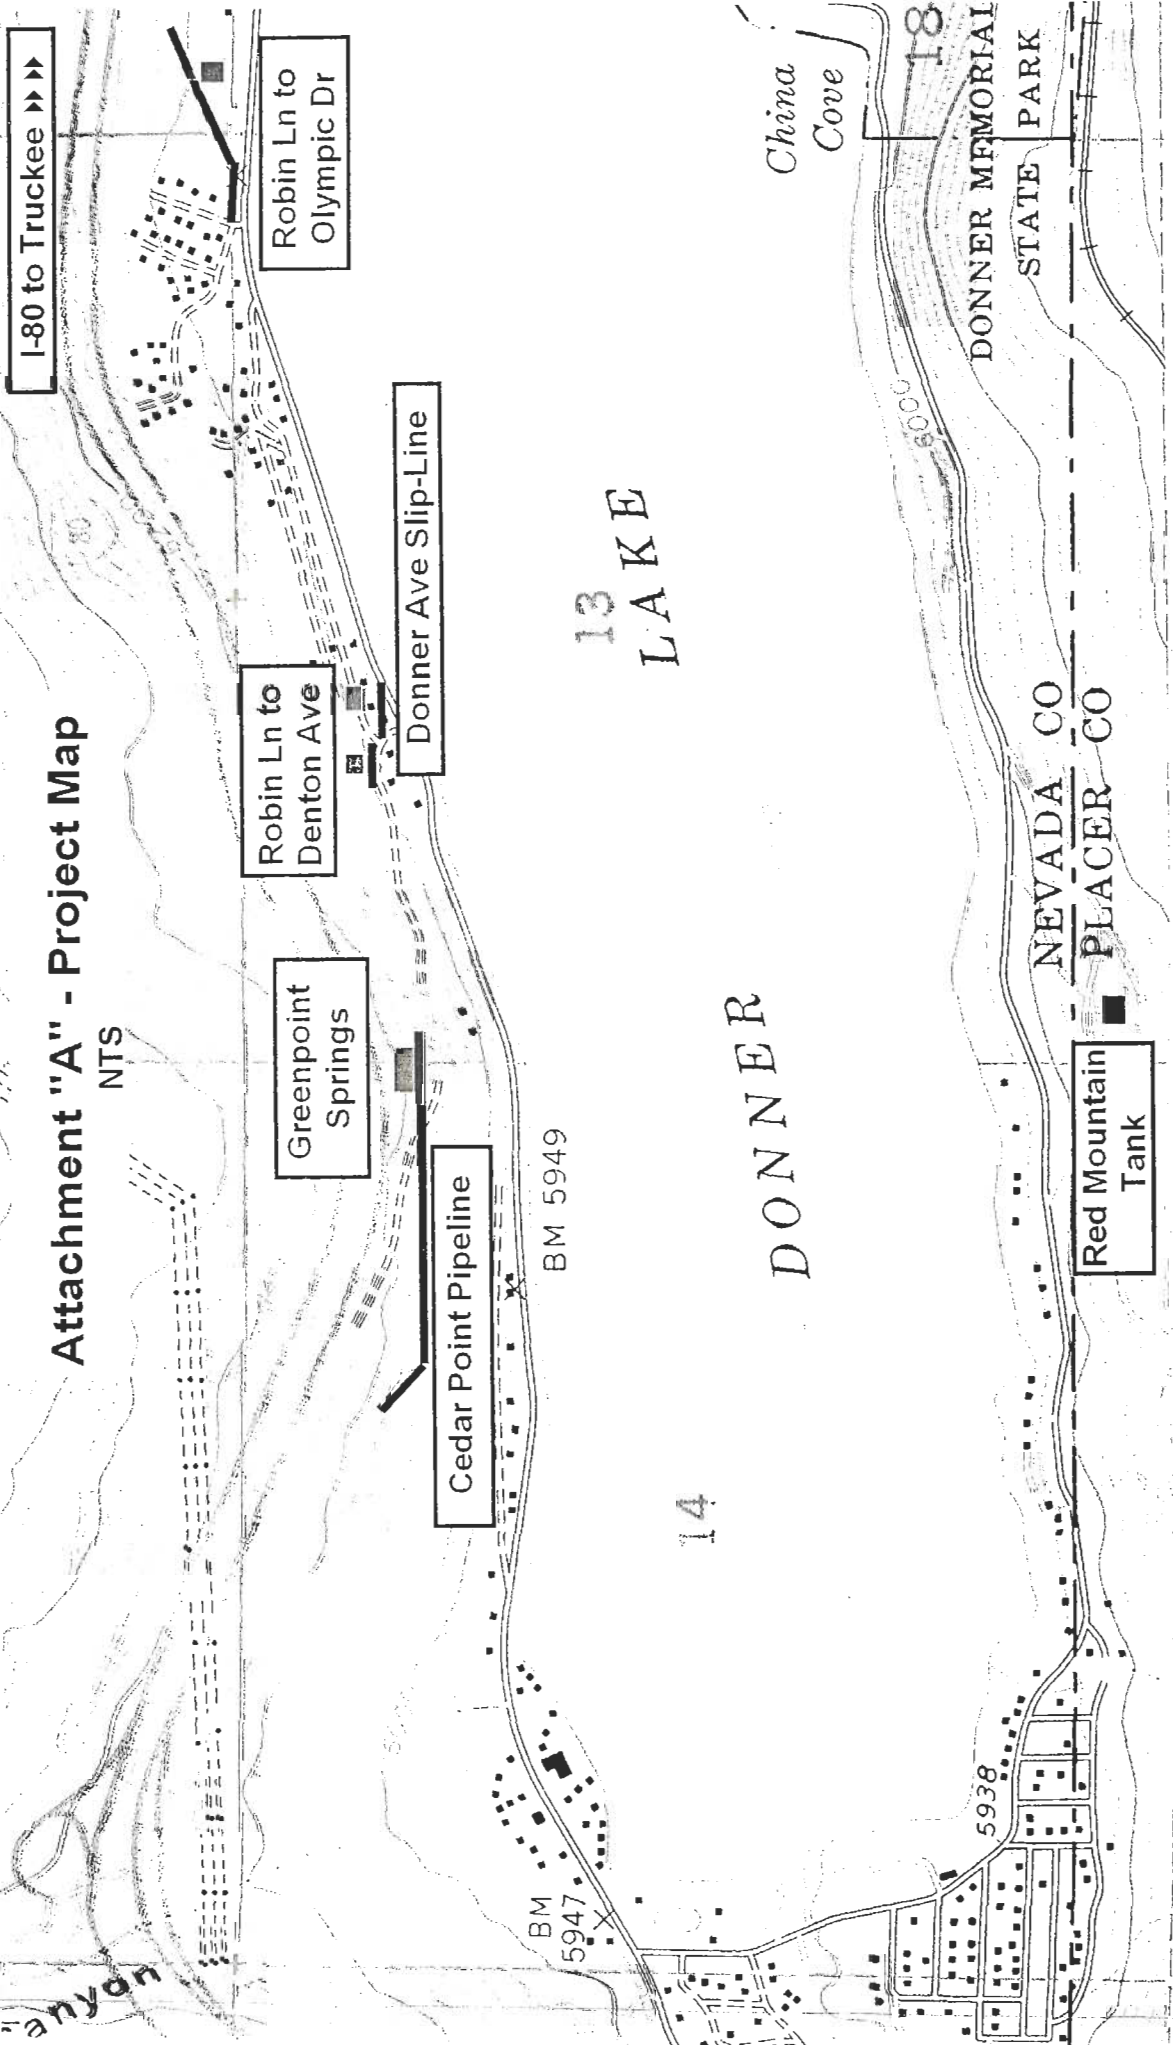 Attachment "A" - Project Map
NTS
I-80 to Truckee
Robin Ln to
Olympic Dr
Donner Ave Slip-Line
Robin Ln to
Denton Ave
Greenpoint
Springs
Cedar Point Pipeline
Red Mountain
Tank
anyon
BM
5947
BM 5949
5938
14
13
18
DONNER
LAKE
China
Cove
6000
80
DONNER MEMORIAL
STATE PARK
NEVADA CO
PLACER CO